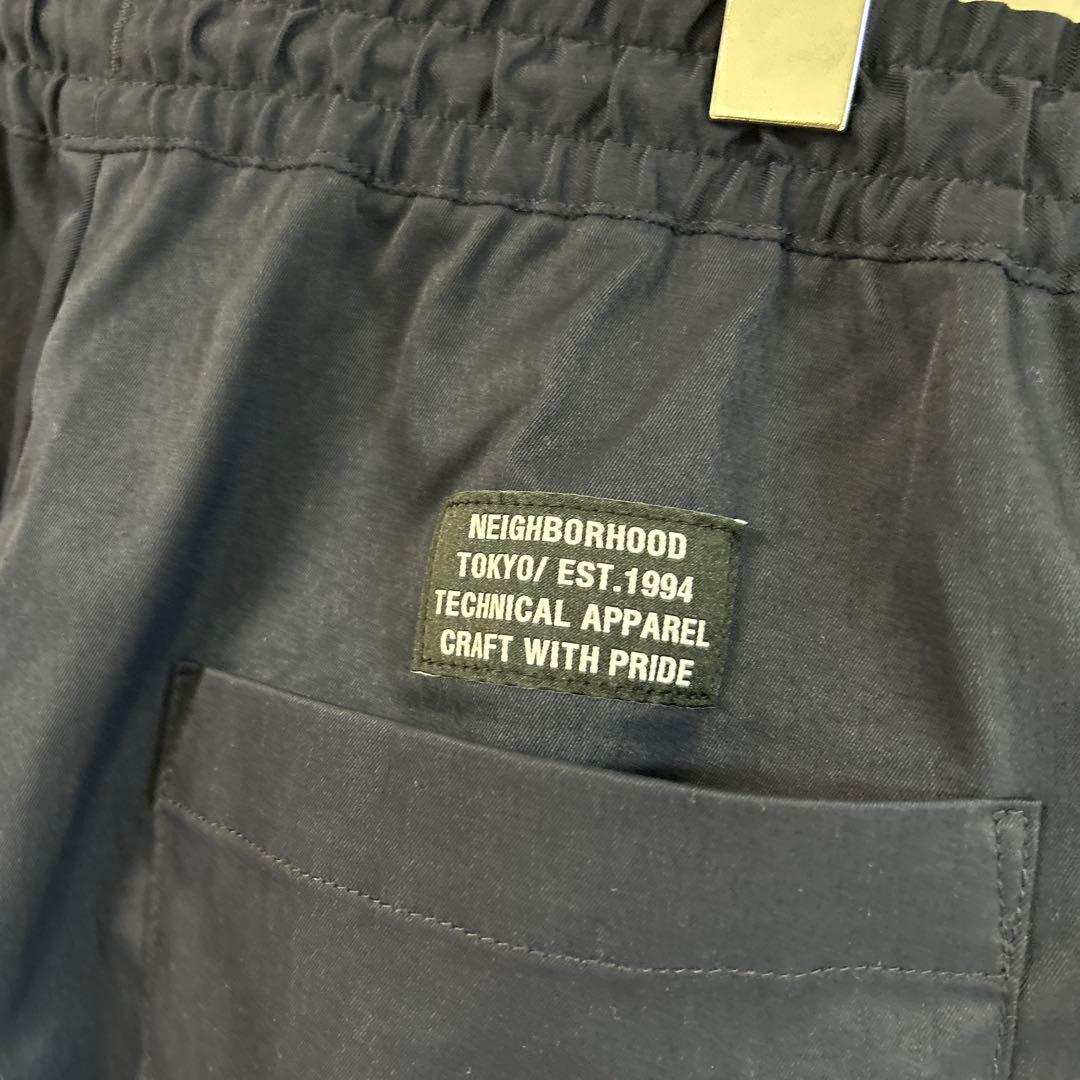 NEIGHBORHOOD
TOKYO/ EST.1994
TECHNICAL APPAREL
CRAFT WITH PRIDE